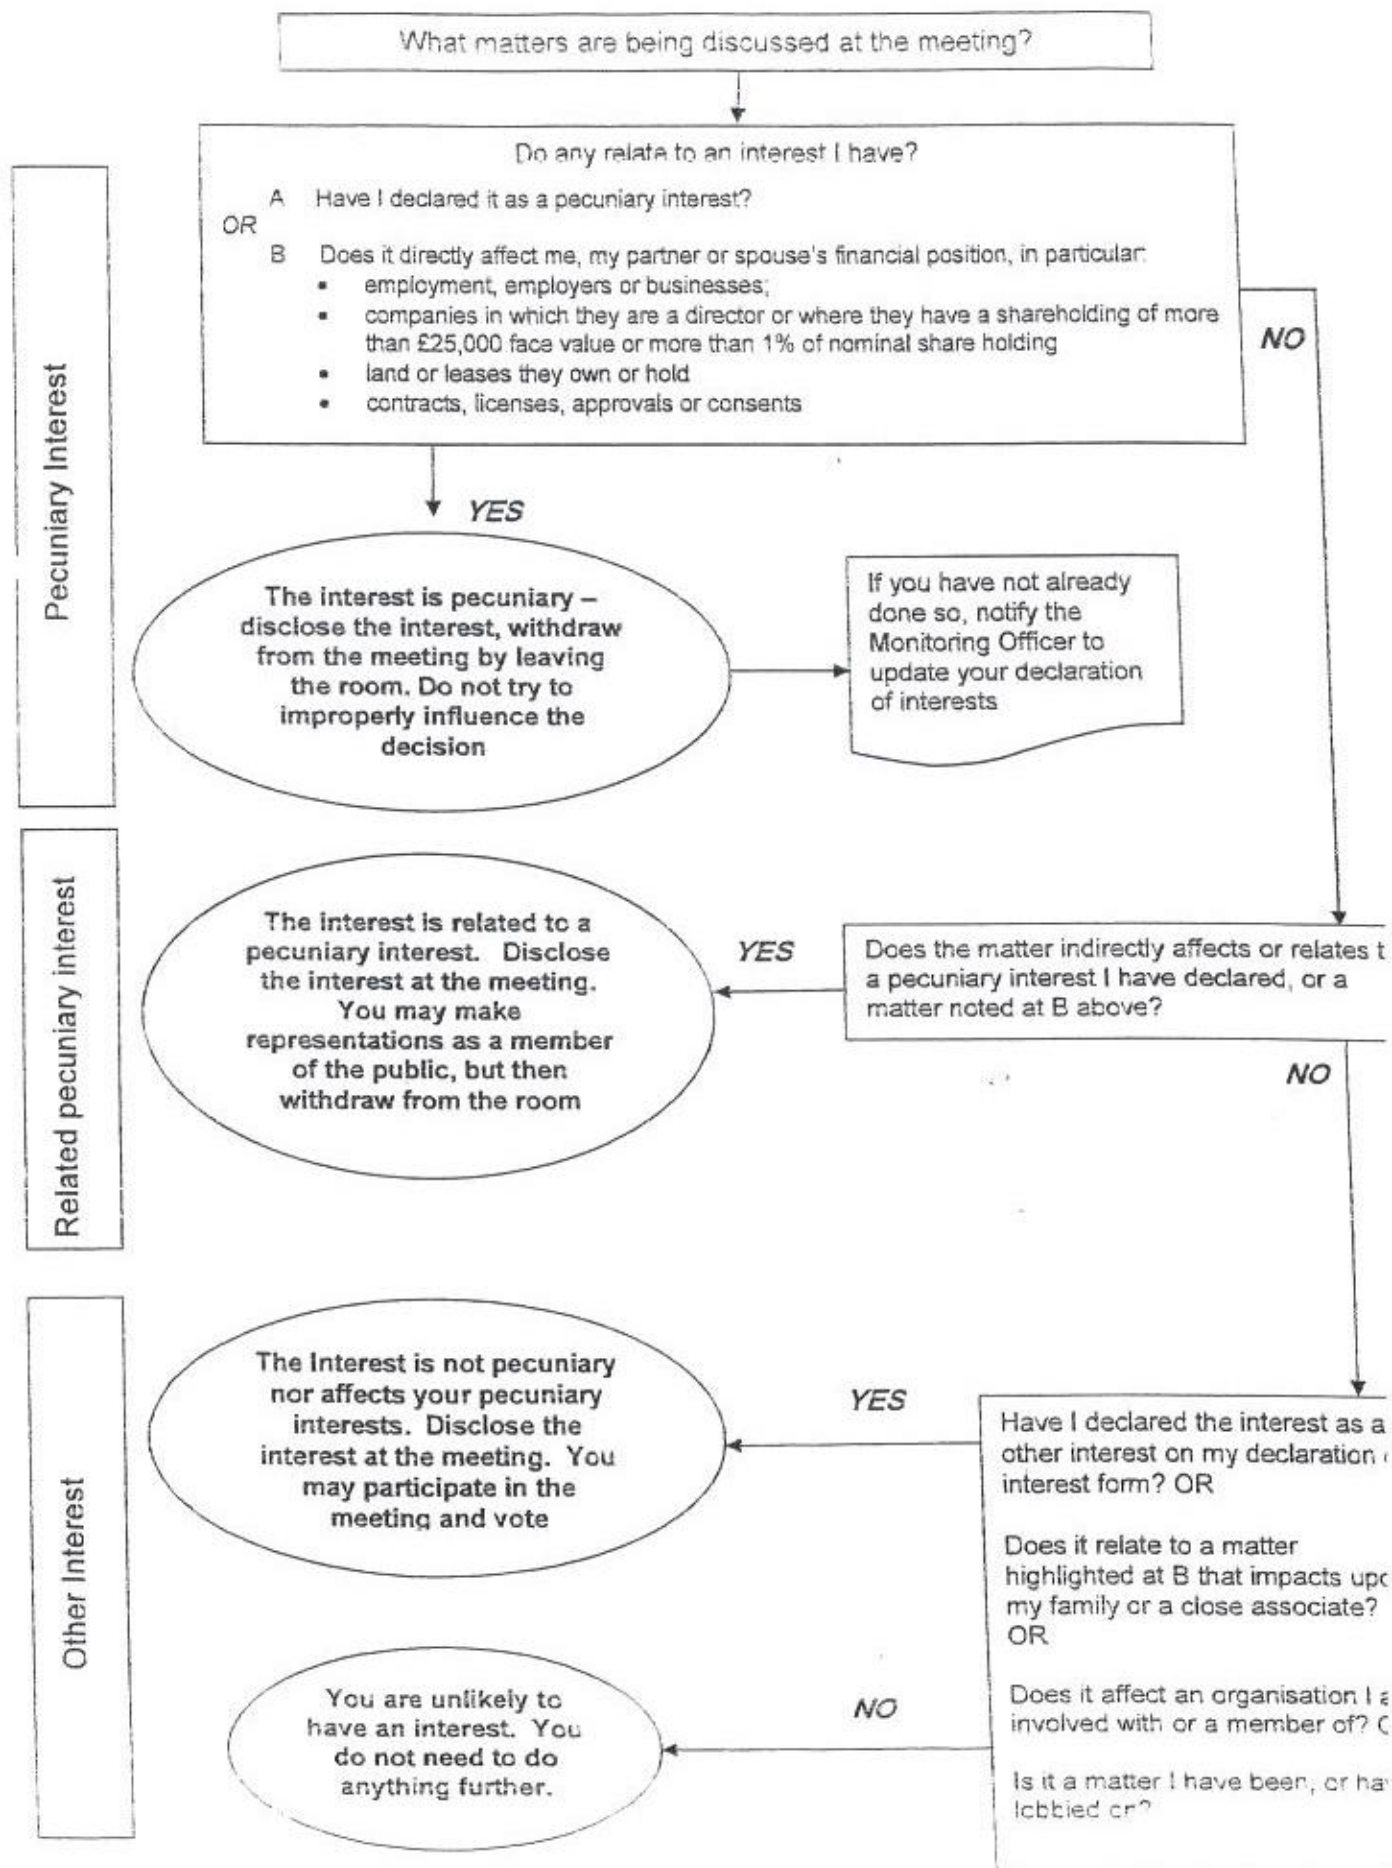 What matters are being discussed at the meeting?
Do any relate to an interest I have?
A Have I declared it as a pecuniary interest?
OR
B Does it directly affect me, my partner or spouse's financial position, in particular:
• employment, employers or businesses;
• companies in which they are a director or where they have a shareholding of more
than £25,000 face value or more than 1% of nominal share holding
• land or leases they own or hold
• contracts, licenses, approvals or consents
NO
Pecuniary Interest
YES
The interest is pecuniary –
disclose the interest, withdraw
from the meeting by leaving
the room. Do not try to
improperly influence the
decision
If you have not already
done so, notify the
Monitoring Officer to
update your declaration
of interests
Related pecuniary interest
The interest is related to a
pecuniary interest. Disclose
the interest at the meeting.
You may make
representations as a member
of the public, but then
withdraw from the room
YES
Does the matter indirectly affects or relates t
a pecuniary interest I have declared, or a
matter noted at B above?
NO
Other Interest
The Interest is not pecuniary
nor affects your pecuniary
interests. Disclose the
interest at the meeting. You
may participate in the
meeting and vote
YES
Have I declared the interest as a
other interest on my declaration
interest form? OR
Does it relate to a matter
highlighted at B that impacts
my family or a close associate?
OR
Does it affect an organisation I
involved with or a member of?
Is it a matter I have been, or
lobbied on?
NO
You are unlikely to
have an interest. You
do not need to do
anything further.